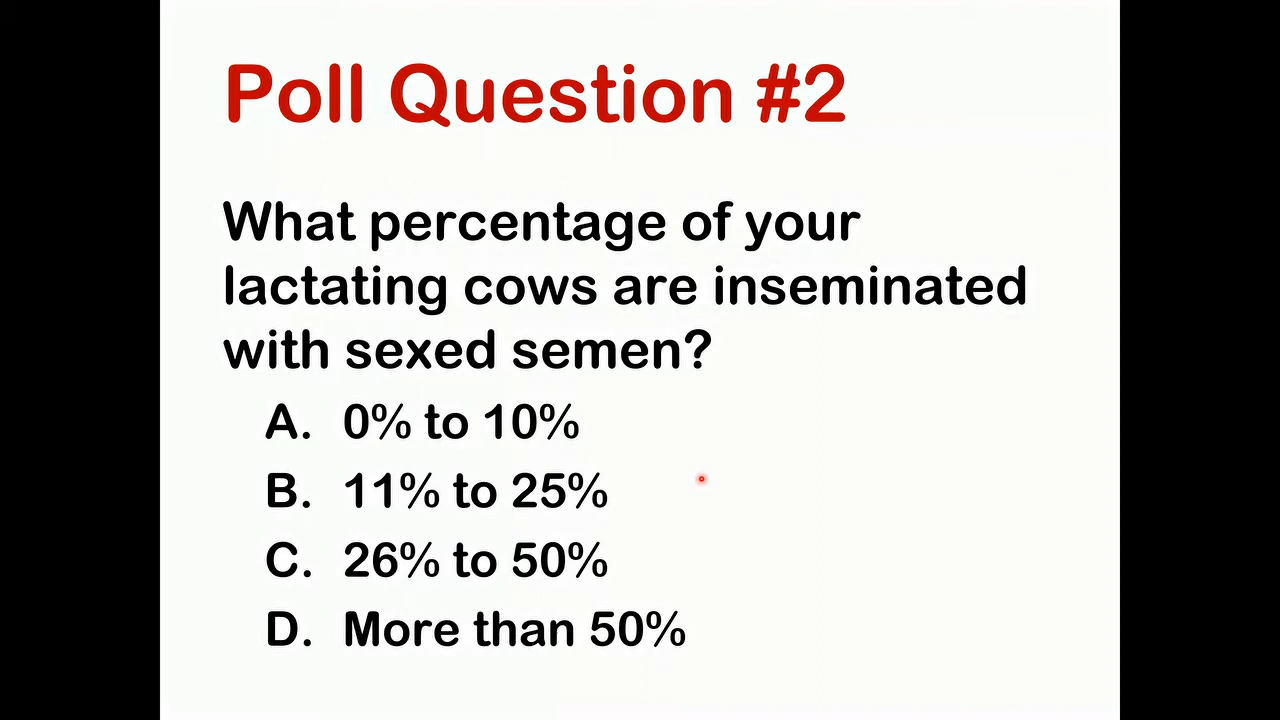 Poll Question #2
What percentage of your
lactating cows are inseminated
with sexed semen?
A. 0% to 10%
B. 11% to 25%
C. 26% to 50%
D. More than 50%